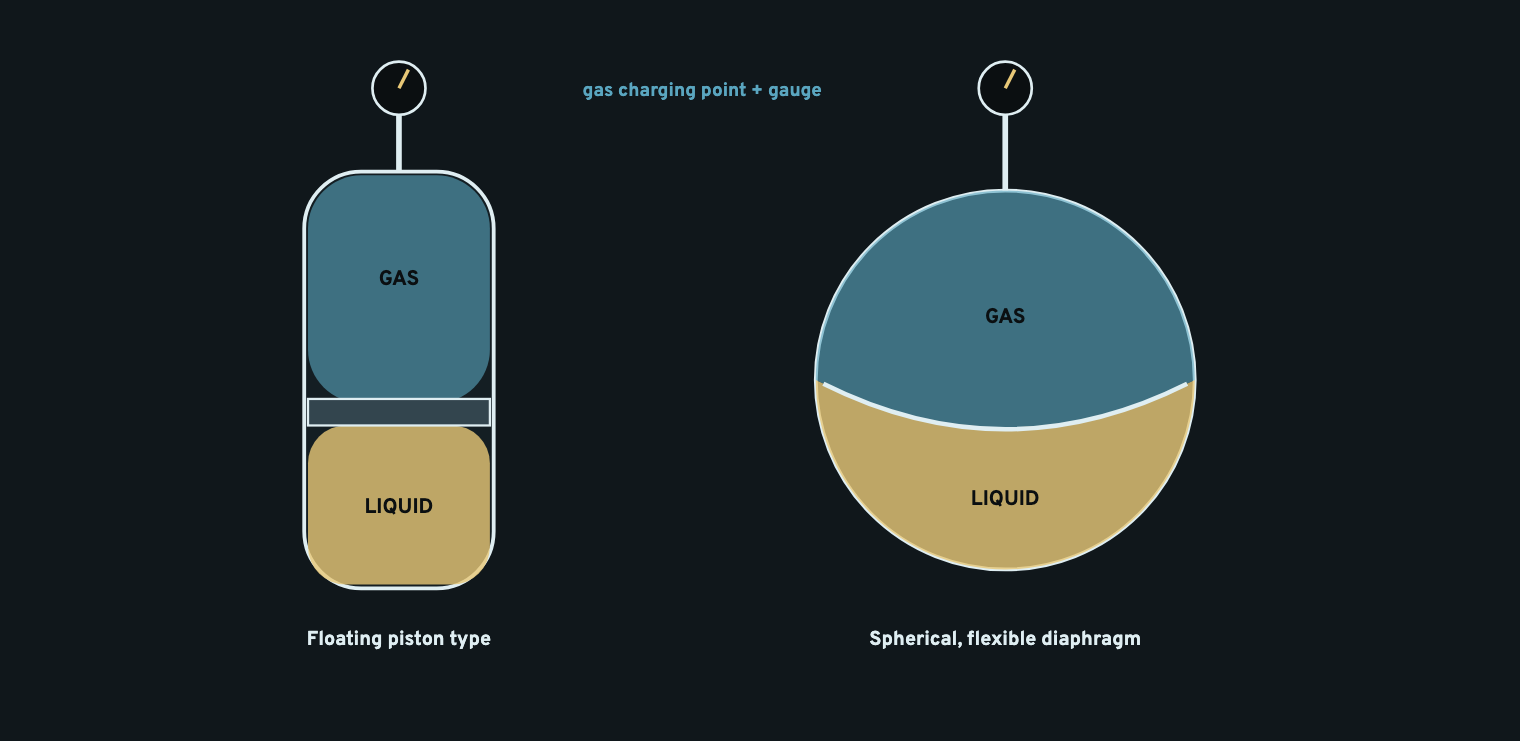 gas charging point + gauge
GAS
GAS
LIQUID
LIQUID
Floating piston type
Spherical, flexible diaphragm